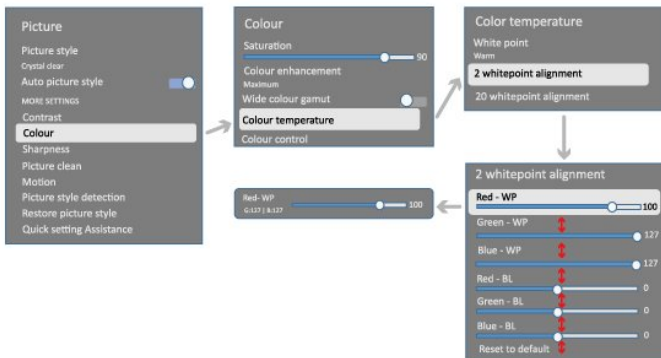 Picture
Picture style
Crystal clear
Auto picture style
MORE SETTINGS
Contrast
Colour
Sharpness
Picture clean
Motion
Picture style detection
Restore picture style
Quick setting Assistance
Colour
Saturation
90
Colour enhancement
Maximum
Wide colour gamut
Colour temperature
Colour control
Color temperature
White point
Warm
2 whitepoint alignment
20 whitepoint alignment
2 whitepoint alignment
Red - WP
100
Green - WP
127
Blue - WP
127
Red - BL
0
Green - BL
0
Blue - BL
0
Reset to default
Red- WP
G:127 | B:127
100